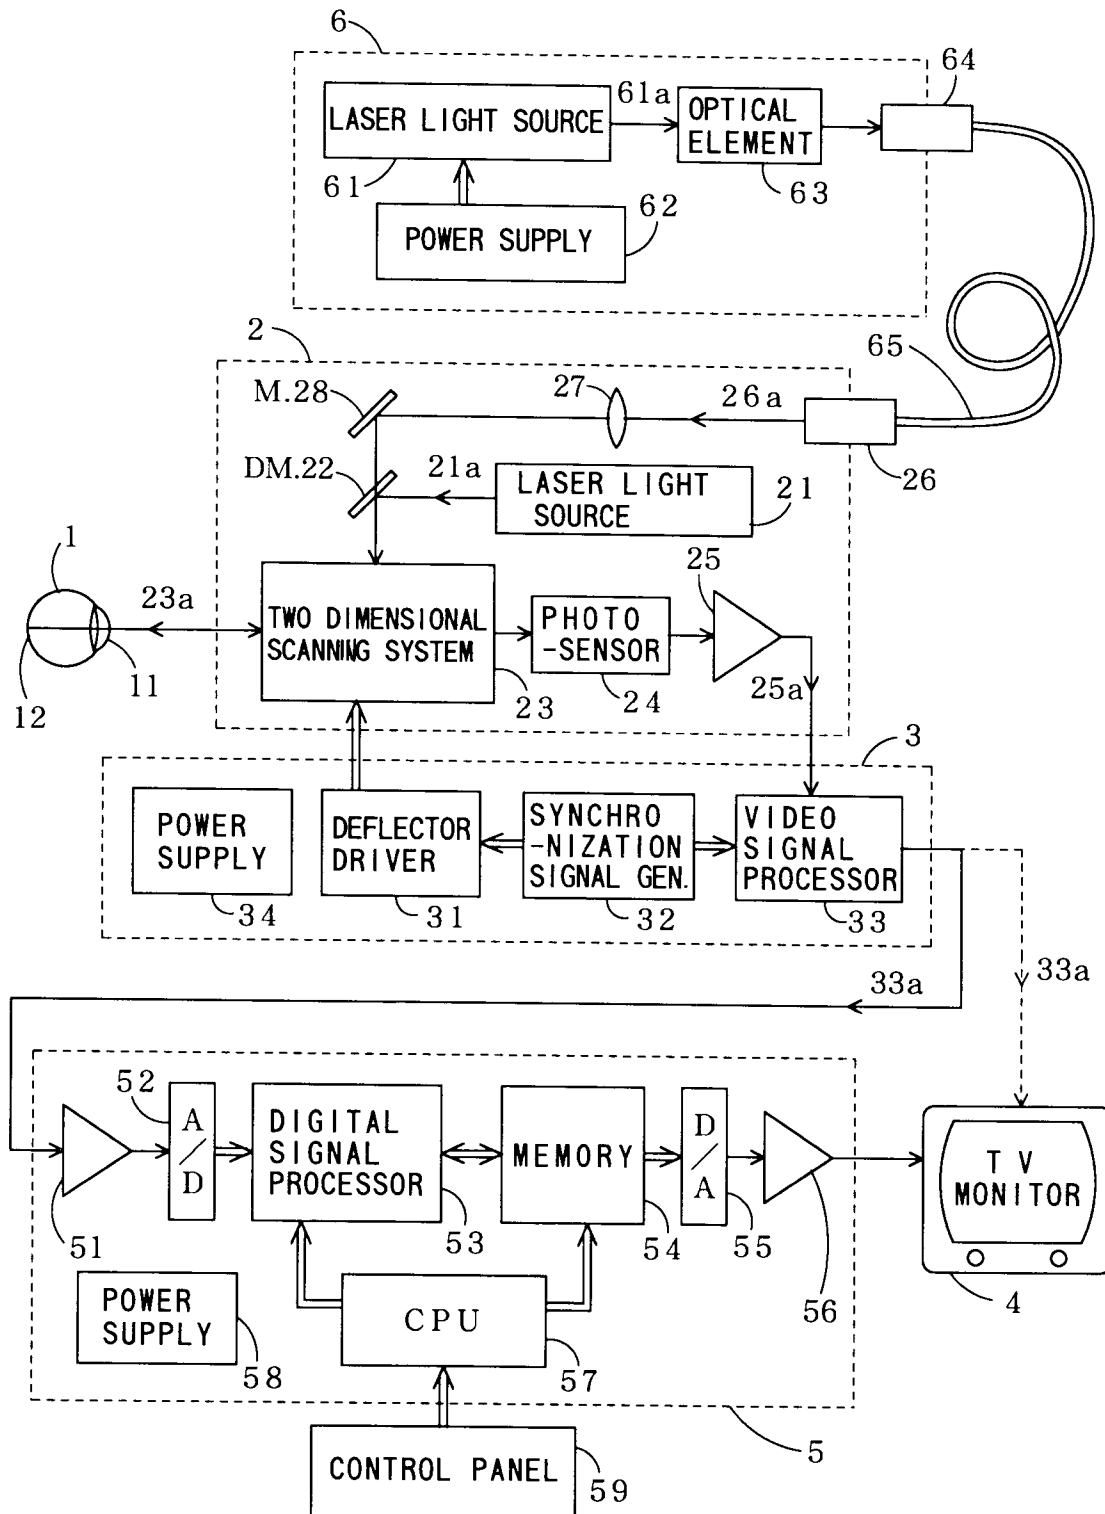 6
64
61a
LASER LIGHT SOURCE
OPTICAL
ELEMENT
61
63
62
POWER SUPPLY
2
65
M.28
27
26a
DM.22
21a
26
LASER LIGHT
SOURCE
21
1
25
23a
TWO DIMENSIONAL
SCANNING SYSTEM
PHOTO
-SENSOR
11
12
23
24
25a
3
POWER
SUPPLY
DEFLECTOR
DRIVER
SYNCHRO
-NIZATION
SIGNAL GEN.
VIDEO
SIGNAL
PROCESSOR
34
31
32
33
33a
33a
52
A
/
D
DIGITAL
SIGNAL
PROCESSOR
MEMORY
D
/
A
TV
MONITOR
51
53
54
55
56
4
POWER
SUPPLY
58
CPU
57
5
CONTROL PANEL
59